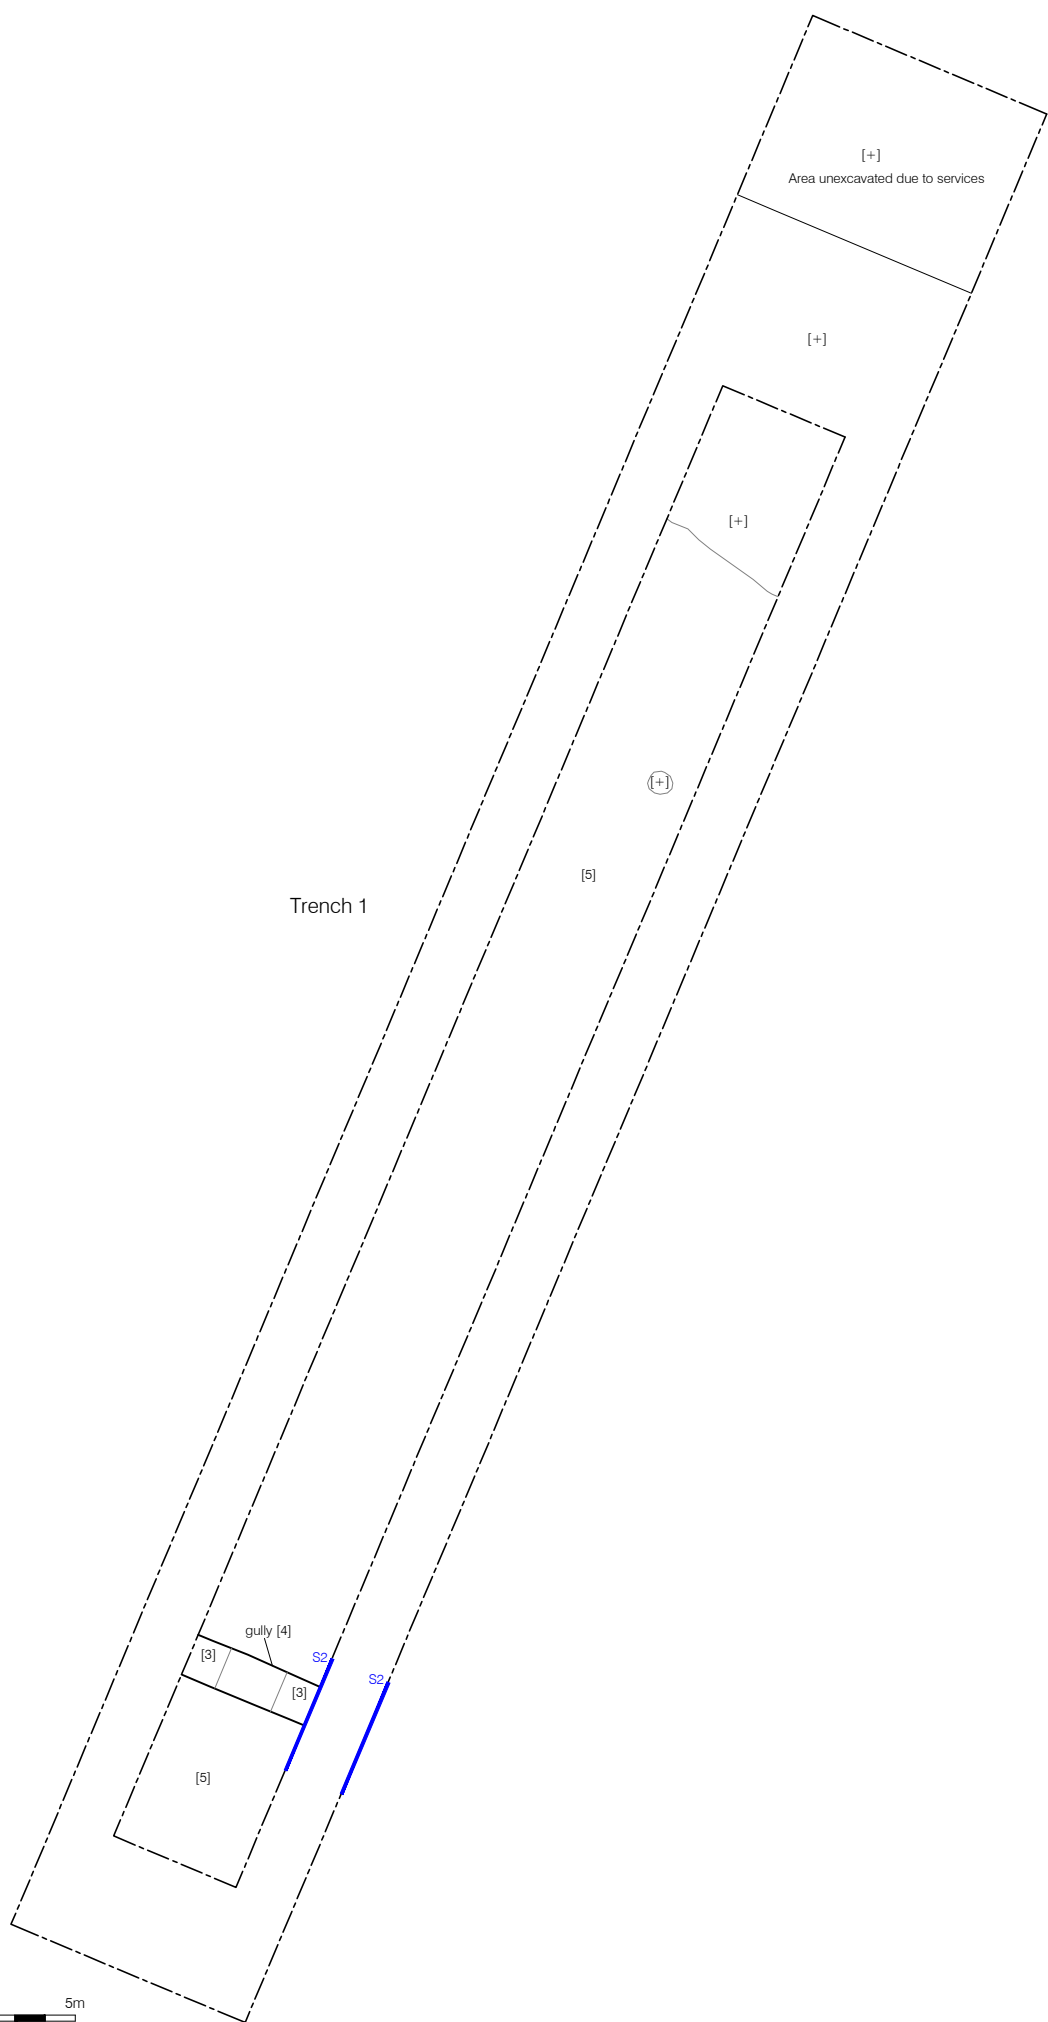 [+]
Area unexcavated due to services
[+]
[+]
[+]
[5]
Trench 1
gully [4]
[3]
S2
S2
[3]
[5]
5m